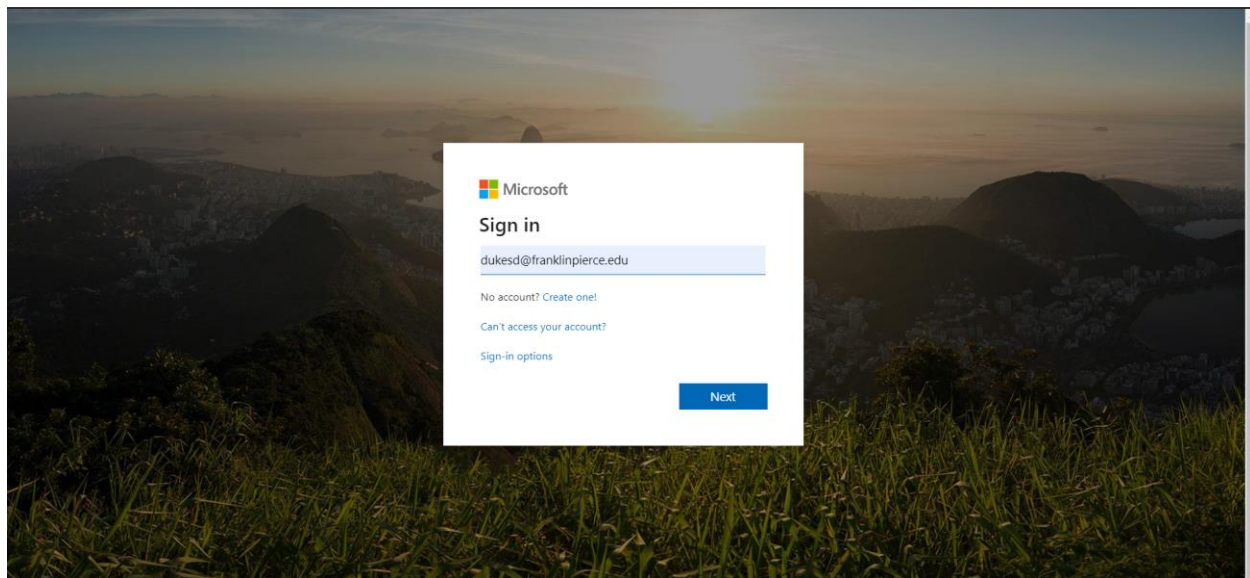 Microsoft
Sign in
dukesd@franklinpierce.edu
No account? Create one!
Can't access your account?
Sign-in options
Next